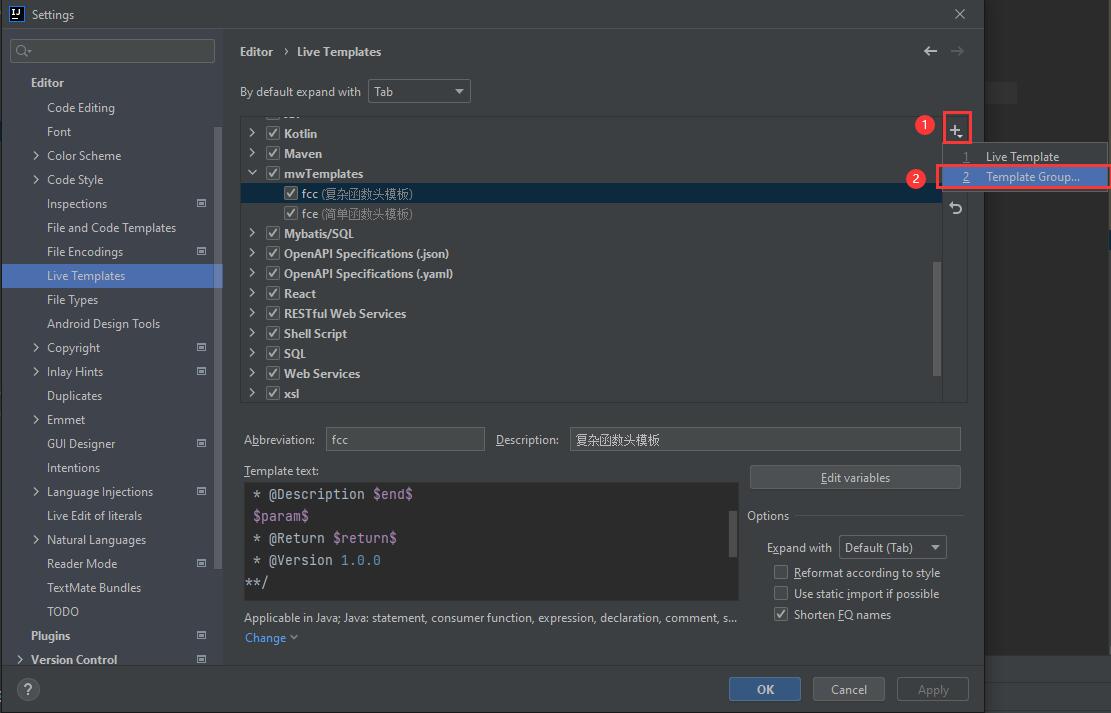 Settings
Editor › Live Templates
By default expand with Tab
Editor
Code Editing
Font
Color Scheme
Code Style
Inspections
File and Code Templates
File Encodings
Live Templates
File Types
Android Design Tools
Copyright
Inlay Hints
Duplicates
Emmet
GUI Designer
Intentions
Language Injections
Live Edit of literals
Natural Languages
Reader Mode
TextMate Bundles
TODO
Plugins
Version Control
Kotlin
Maven
mwTemplates
fcc (复杂函数头模板)
fce (简单函数头模板)
Mybatis/SQL
OpenAPI Specifications (.json)
OpenAPI Specifications (.yaml)
React
RESTful Web Services
Shell Script
SQL
Web Services
xsl
1
1 Live Template
2
2 Template Group...
Abbreviation: fcc Description: 复杂函数头模板
Template text:
* @Description $end$
$param$
* @Return $return$
* @Version 1.0.0
**/
Edit variables
Options
Expand with Default (Tab)
Reformat according to style
Use static import if possible
Shorten FQ names
Applicable in Java; Java: statement, consumer function, expression, declaration, comment, s...
Change
? OK Cancel Apply